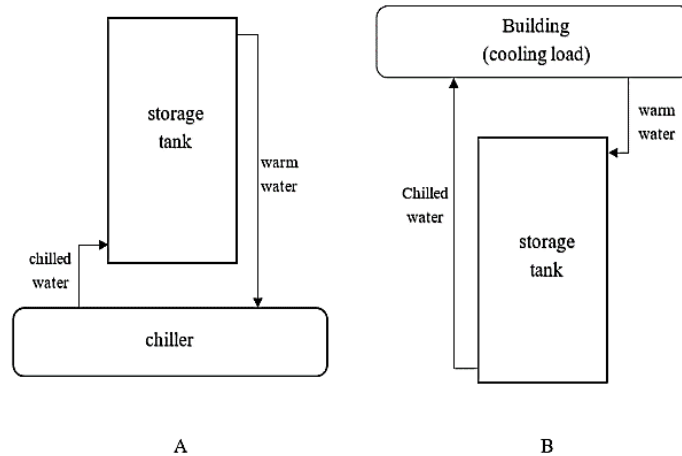 storage
tank
warm
water
chilled
water
chiller
A
Building
(cooling load)
warm
water
Chilled
water
storage
tank
B